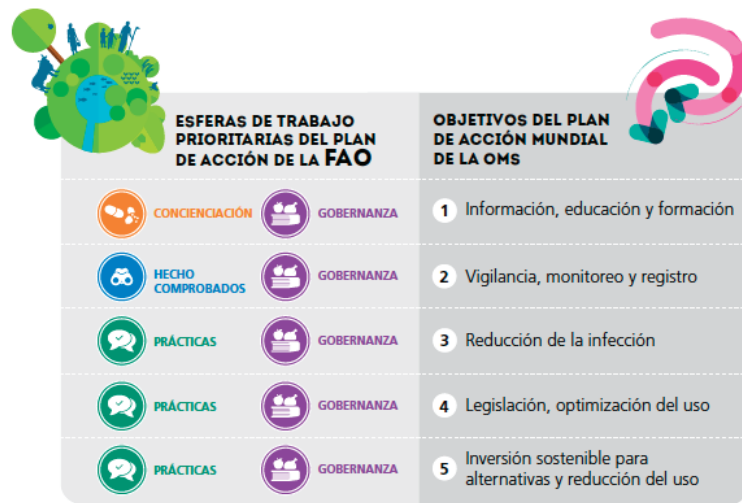 ESFERAS DE TRABAJO
PRIORITARIAS DEL PLAN
DE ACCIÓN DE LA FAO
OBJETIVOS DEL PLAN
DE ACCIÓN MUNDIAL
DE LA OMS
CONCIENCIACIÓN
GOBERNANZA
1 Información, educación y formación
HECHO
COMPROBADOS
GOBERNANZA
2 Vigilancia, monitoreo y registro
PRÁCTICAS
GOBERNANZA
3 Reducción de la infección
PRÁCTICAS
GOBERNANZA
4 Legislación, optimización del uso
PRÁCTICAS
GOBERNANZA
5 Inversión sostenible para
alternativas y reducción del uso